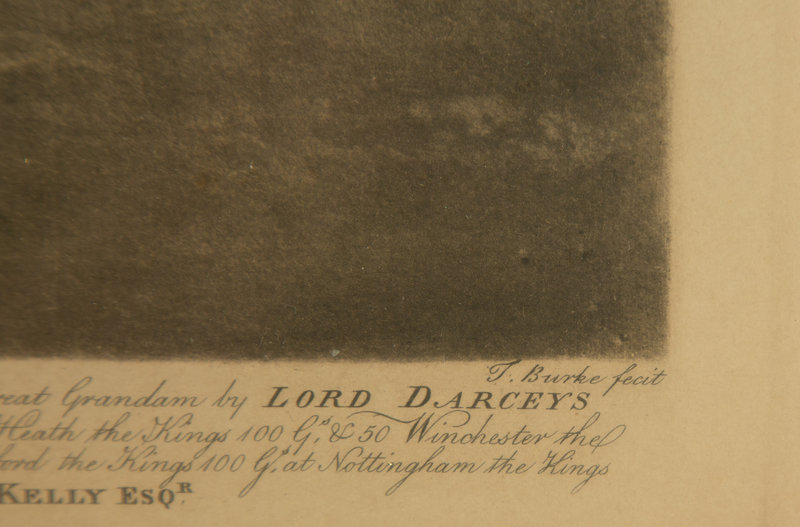 T. Burke fecit
reat Grandam by LORD DARCEYS
Heath the Kings 100 G.s & 50 Winchester the
ford the Kings 100 G.s at Nottingham the Kings
KELLY ESQR.